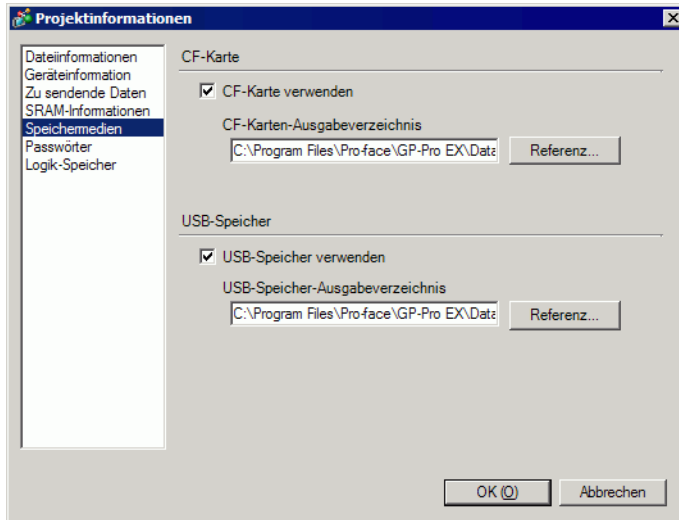 Projektinformationen
Dateiinformationen
Geräteinformation
Zu sendende Daten
SRAM-Informationen
Speichermedien
Passwörter
Logik-Speicher
CF-Karte
CF-Karte verwenden
CF-Karten-Ausgabeverzeichnis
C:\Program Files\Pro-face\GP-Pro EX\Data
Referenz...
USB-Speicher
USB-Speicher verwenden
USB-Speicher-Ausgabeverzeichnis
C:\Program Files\Pro-face\GP-Pro EX\Data
Referenz...
OK (O)
Abbrechen